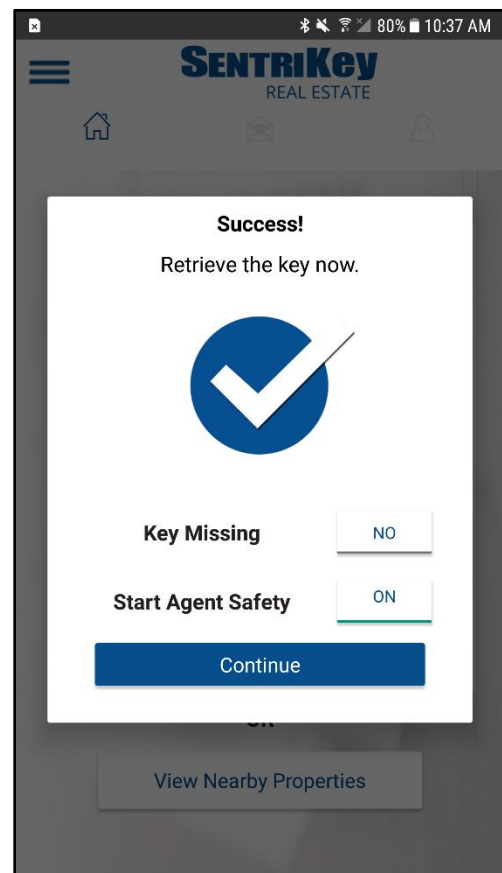 80% 10:37 AM
SENTRIKEY
REAL ESTATE
Success!
Retrieve the key now.
Key Missing NO
Start Agent Safety ON
Continue
View Nearby Properties